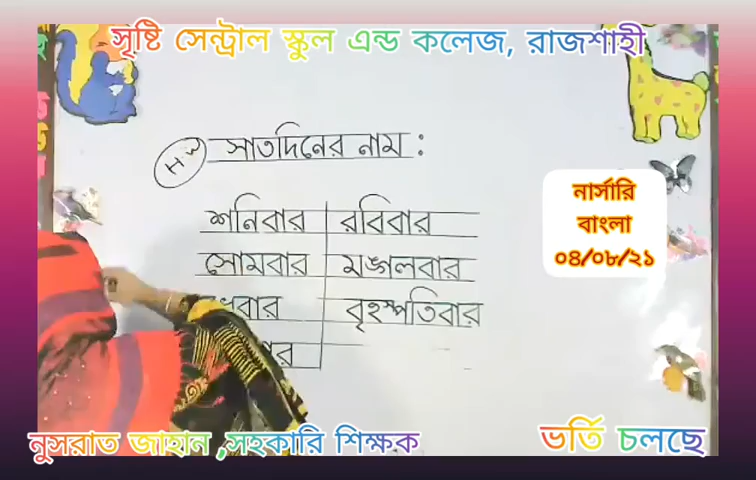 সৃষ্টি সেন্ট্রাল স্কুল এন্ড কলেজ, রাজশাহী
H.W সাতদিনের নাম :
শনিবার রবিবার
সোমবার মঙ্গলবার
বৃহস্পতিবার
নার্সারি
বাংলা
০৪/০৮/২১
নুসরাত জাহান ,সহকারি শিক্ষক
ভর্তি চলছে